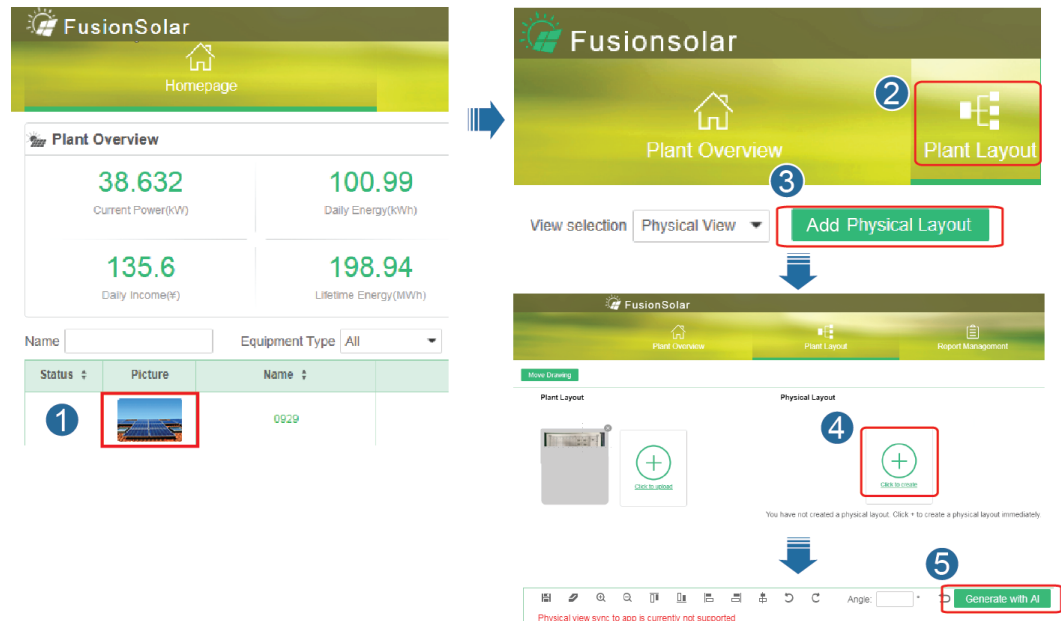 FusionSolar
Homepage
Plant Overview
38.632
Current Power(kW)
100.99
Daily Energy(kWh)
135.6
Daily Income(¥)
198.94
Lifetime Energy(MWh)
Name
Equipment Type All
Status Picture Name
1
0929
Fusionsolar
2
Plant Overview
Plant Layout
3
View selection Physical View Add Physical Layout
FusionSolar
Plant Overview Plant Layout Report Management
Move Drawing
Plant Layout Physical Layout
4
Click to upload
Click to create
You have not created a physical layout. Click + to create a physical layout immediately.
5
Angle: ° Generate with AI
Physical view sync to app is currently not supported